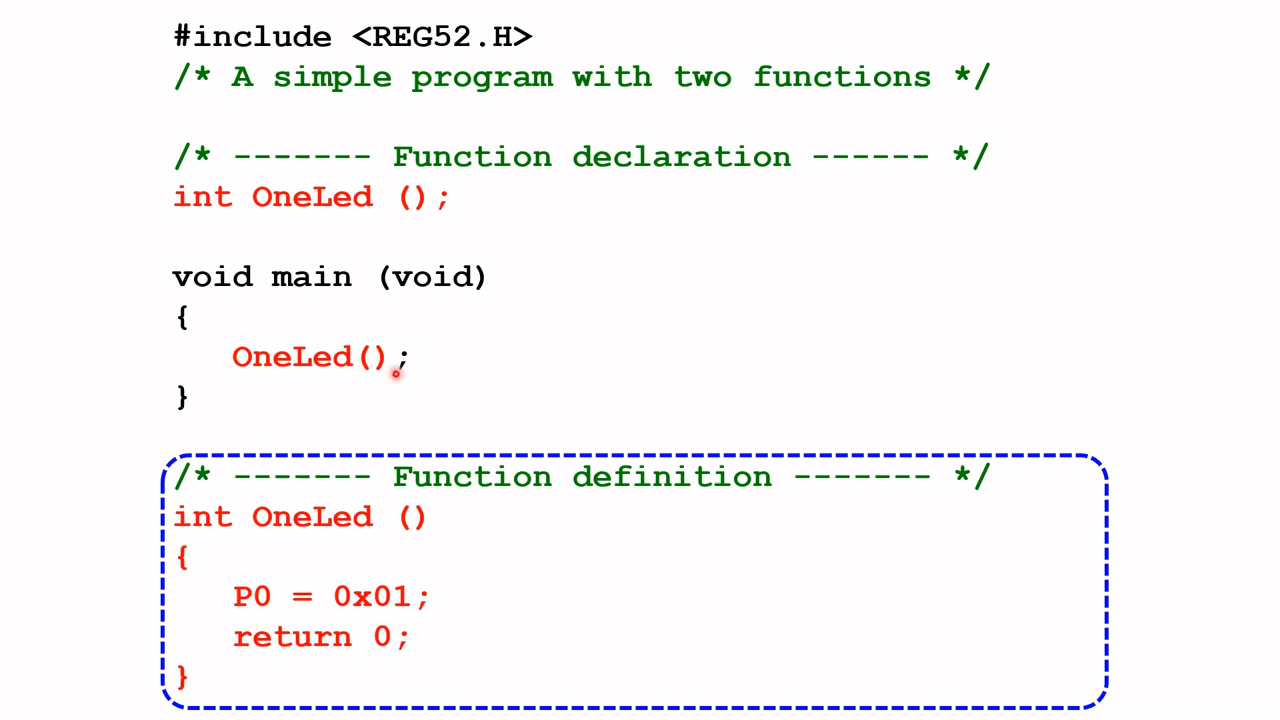 #include <REG52.H>
/* A simple program with two functions */
/* ------- Function declaration ------ */
int OneLed ();
void main (void)
{
OneLed();
}
/* ------- Function definition ------- */
int OneLed ()
{
P0 = 0x01;
return 0;
}